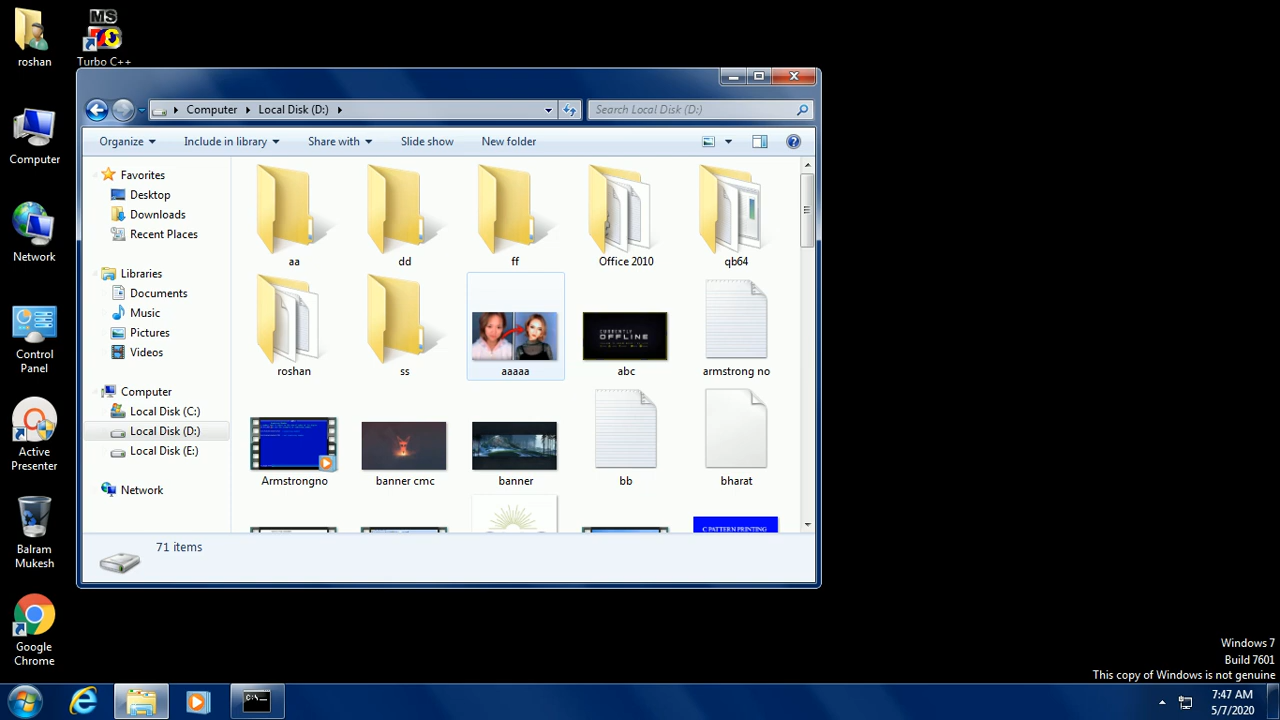 roshan
MS
Turbo C++
Computer
Network
Control
Panel
Active
Presenter
Balram
Mukesh
Google
Chrome
Computer
Local Disk (D:)
Search Local Disk (D:)
Organize
Include in library
Share with
Slide show
New folder
Favorites
Desktop
Downloads
Recent Places
Libraries
Documents
Music
Pictures
Videos
Computer
Local Disk (C:)
Local Disk (D:)
Local Disk (E:)
Network
aa
dd
ff
Office 2010
qb64
roshan
ss
aaaaa
CURRENTLY
OFFLINE
abc
armstrong no
Armstrongno
banner cmc
banner
bb
bharat
C PATTERN PRINTING
71 items
Windows 7
Build 7601
This copy of Windows is not genuine
C:\
7:47 AM
5/7/2020